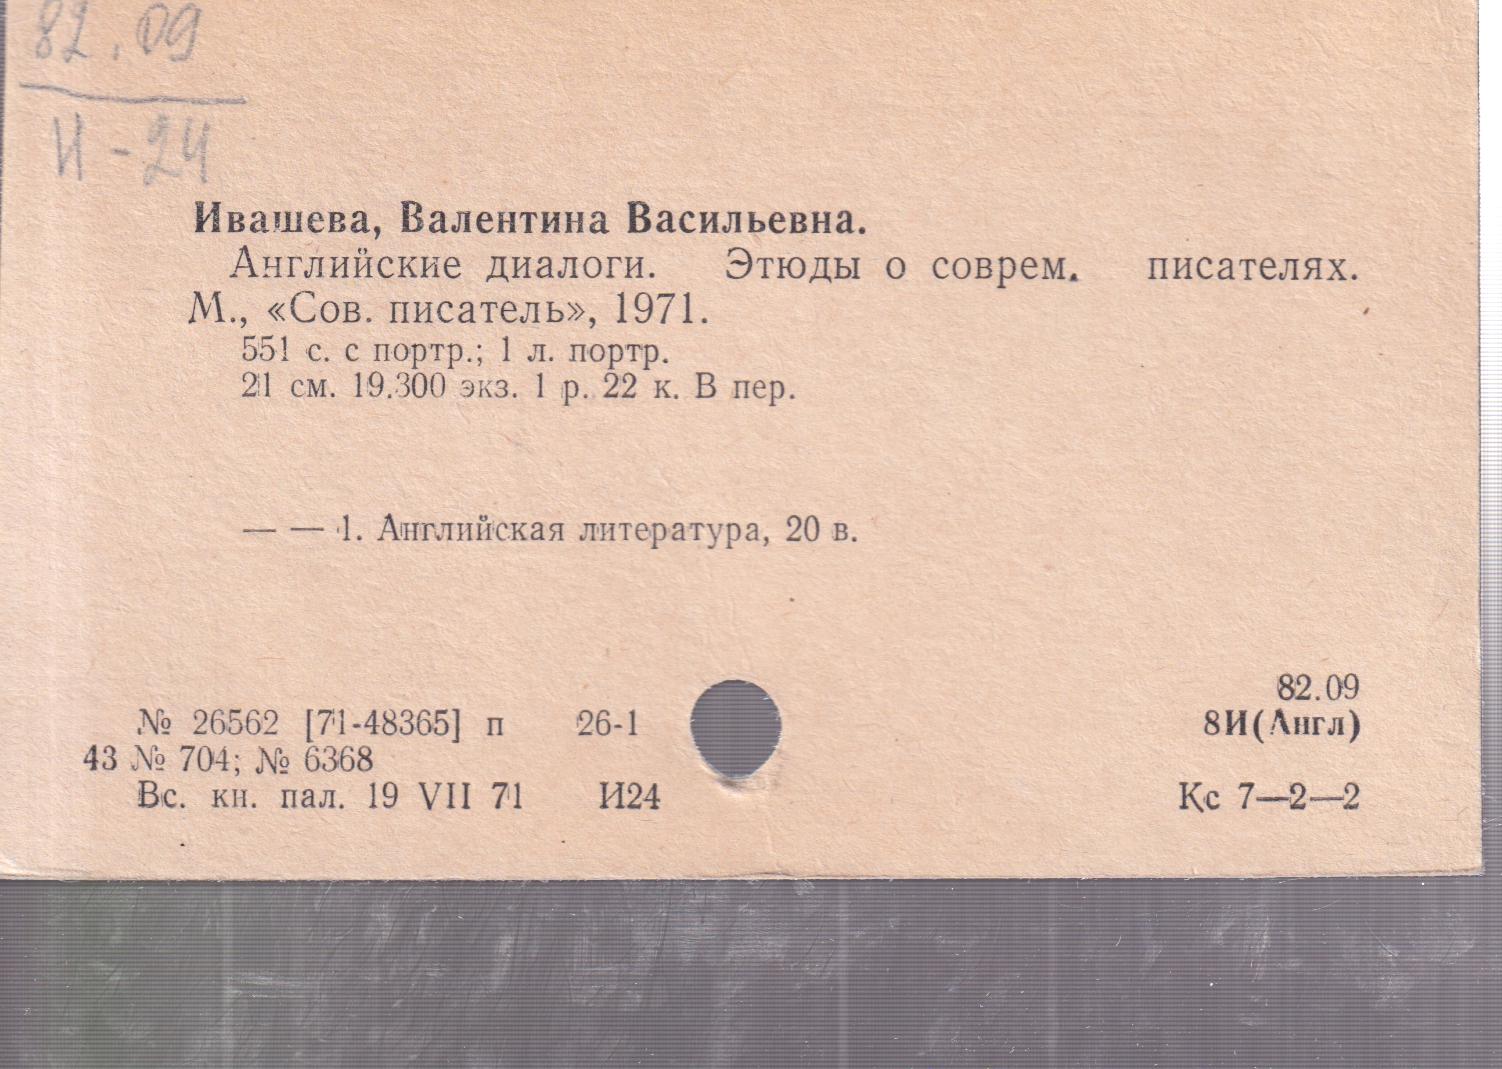 82.09
И-24
Ивашева, Валентина Васильевна.
Английские диалоги. Этюды о соврем. писателях.
М., «Сов. писатель», 1971.
551 с. с портр.; 1 л. портр.
21 см. 19.300 экз. 1 р. 22 к. В пер.
— — 1. Английская литература, 20 в.
82.09
№ 26562 [71-48365] п 26-1 8И(Англ)
43 № 704; № 6368
Вс. кн. пал. 19 VII 71 И24 Кс 7—2—2